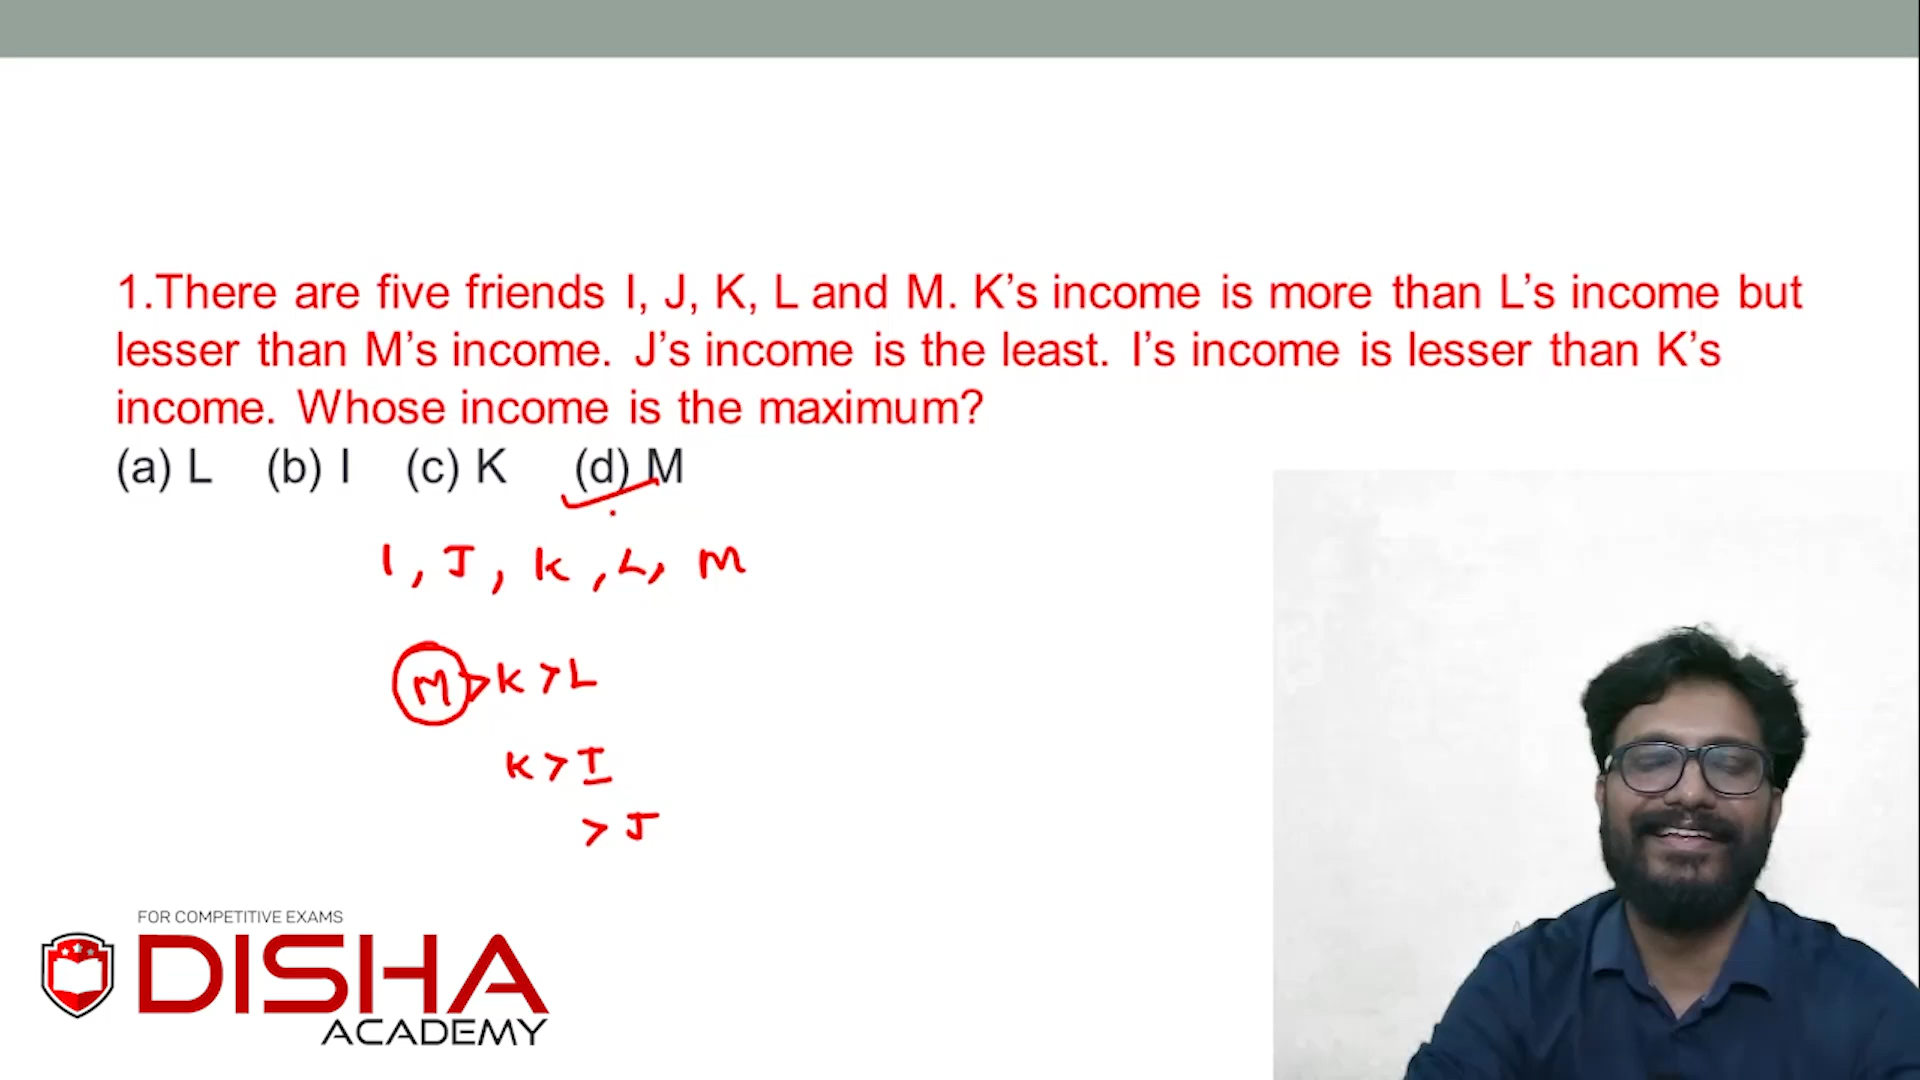 1.There are five friends I, J, K, L and M. K’s income is more than L’s income but
lesser than M’s income. J’s income is the least. I’s income is lesser than K’s
income. Whose income is the maximum?
(a) L (b) I (c) K (d) M
I, J, K, L, M
M>K>L
K>I
>J
FOR COMPETITIVE EXAMS
DISHA
ACADEMY